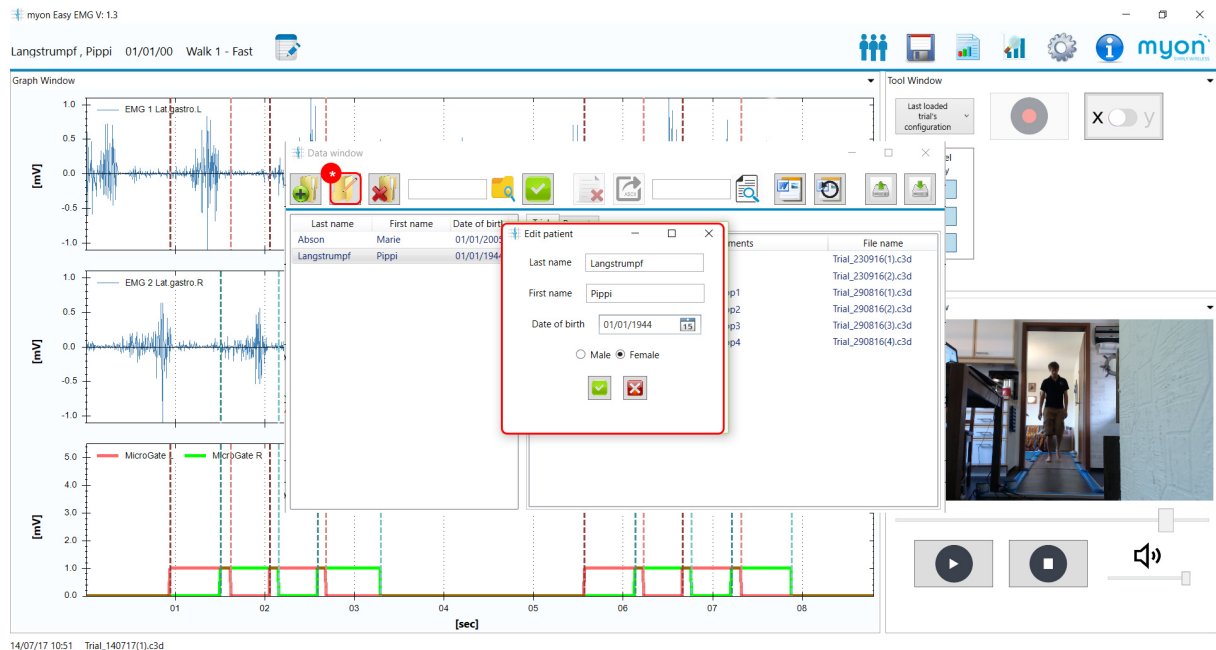 myon Easy EMG V: 1.3
Langstrumpf , Pippi 01/01/00 Walk 1 - Fast
myon
Graph Window
Tool Window
EMG 1 Lat.gastro.L
1.0
0.5
0.0
-0.5
-1.0
[mV]
EMG 2 Lat.gastro.R
1.0
0.5
0.0
-0.5
-1.0
[mV]
MicroGate L MicroGate R
5.0
4.0
3.0
2.0
1.0
0.0
[mV]
01 02 03 04 05 06 07 08
[sec]
Data window
*
ASCII
Last name First name Date of birth
Abson Marie 01/01/2005
Langstrumpf Pippi 01/01/1944
File name
Trial_230916(1).c3d
Trial_230916(2).c3d
Trial_290816(1).c3d
Trial_290816(2).c3d
Trial_290816(3).c3d
Trial_290816(4).c3d
Edit patient
Last name Langstrumpf
First name Pippi
Date of birth 01/01/1944 15
Male Female
Last loaded
trial's
configuration
x y
14/07/17 10:51 Trial_140717(1).c3d